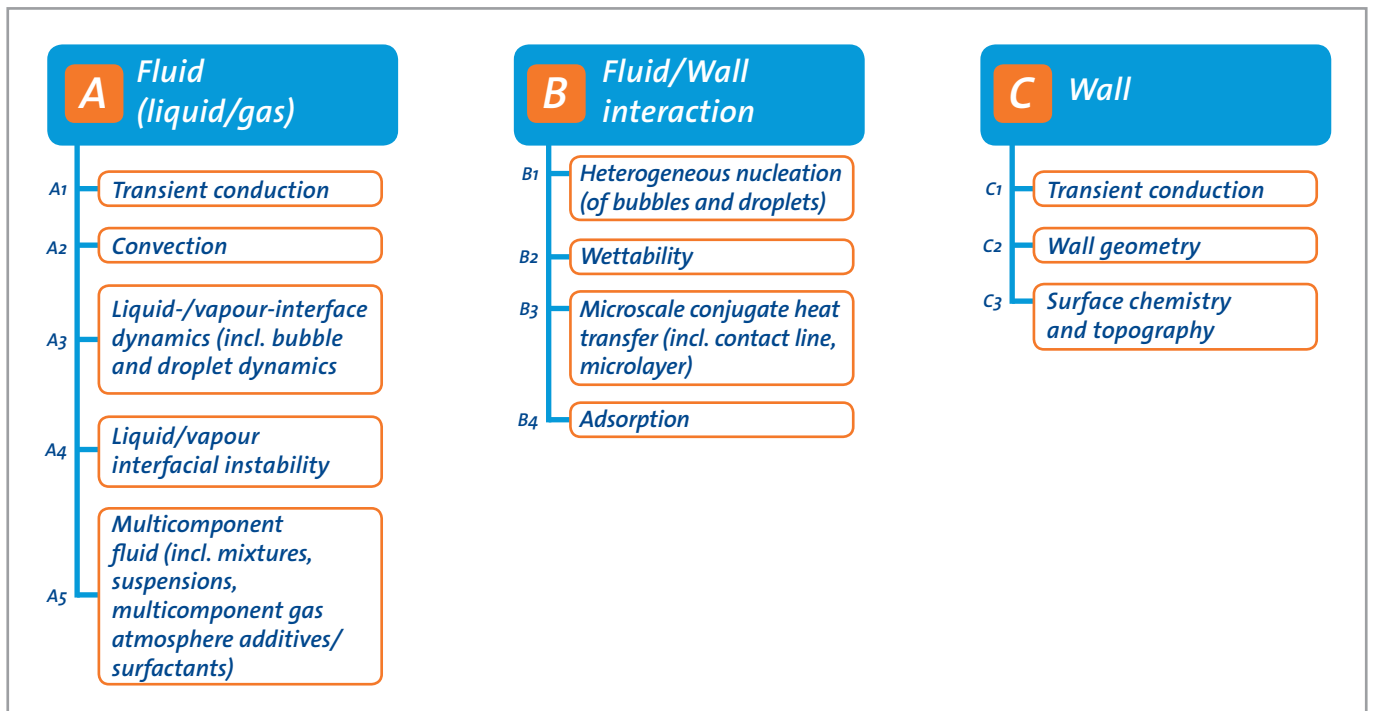 A
Fluid
(liquid/gas)
A1
Transient conduction
A2
Convection
A3
Liquid-/vapour-interface
dynamics (incl. bubble
and droplet dynamics
A4
Liquid/vapour
interfacial instability
A5
Multicomponent
fluid (incl. mixtures,
suspensions,
multicomponent gas
atmosphere additives/
surfactants)
B
Fluid/Wall
interaction
B1
Heterogeneous nucleation
(of bubbles and droplets)
B2
Wettability
B3
Microscale conjugate heat
transfer (incl. contact line,
microlayer)
B4
Adsorption
C
Wall
C1
Transient conduction
C2
Wall geometry
C3
Surface chemistry
and topography